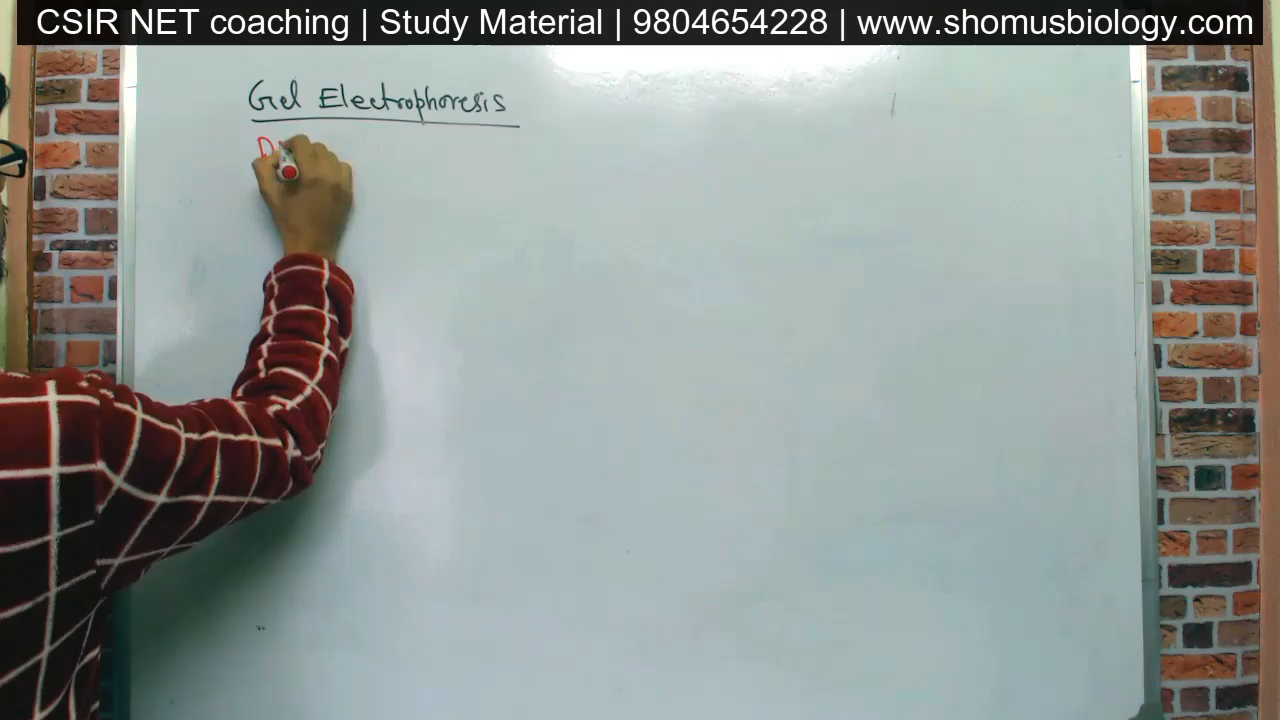 CSIR NET coaching | Study Material | 9804654228 | www.shomusbiology.com
Gel Electrophoresis
D